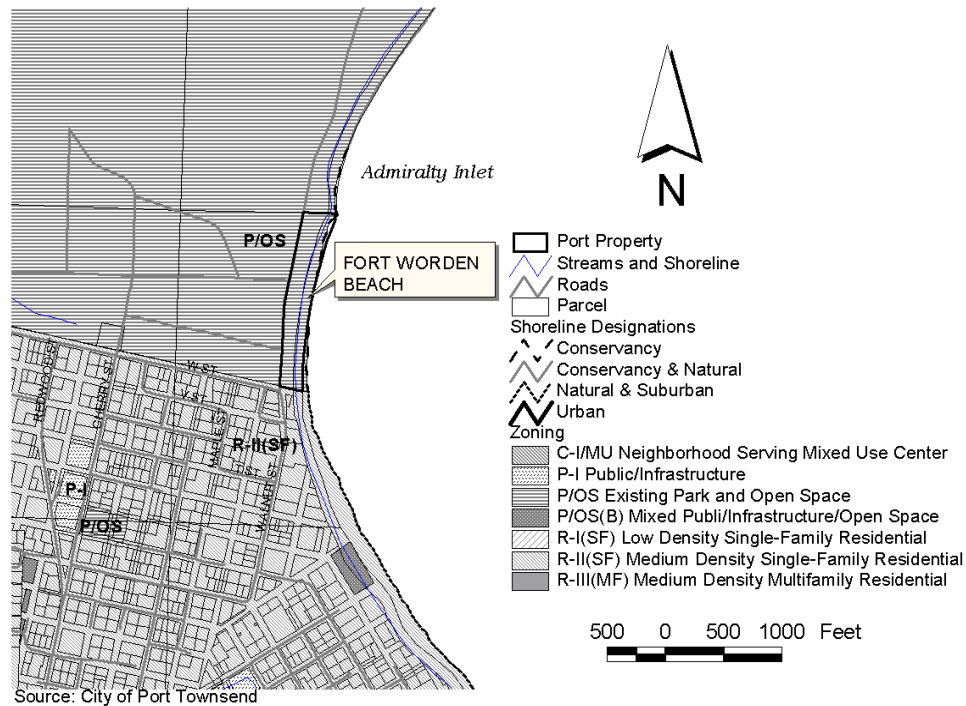 Admiralty Inlet
N
P/OS
FORT WORDEN
BEACH
Port Property
Streams and Shoreline
Roads
Parcel
Shoreline Designations
Conservancy
Conservancy & Natural
Natural & Suburban
Urban
Zoning
C-I/MU Neighborhood Serving Mixed Use Center
P-I Public/Infrastructure
P/OS Existing Park and Open Space
P/OS(B) Mixed Publi/Infrastructure/Open Space
R-I(SF) Low Density Single-Family Residential
R-II(SF) Medium Density Single-Family Residential
R-III(MF) Medium Density Multifamily Residential
W ST
V ST
REDWOOD ST
CHERRY ST
MAPLE ST
R-II(SF)
T ST
WALNUT ST
P-I
P/OS
500 0 500 1000 Feet
Source: City of Port Townsend